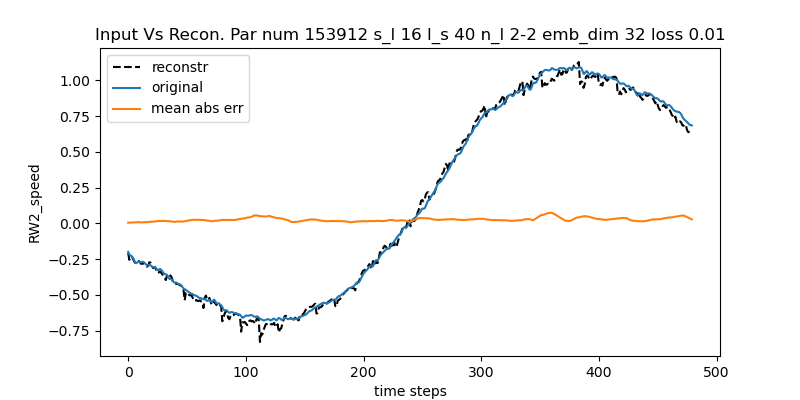 Input Vs Recon. Par num 153912 s_l 16 l_s 40 n_l 2-2 emb_dim 32 loss 0.01
reconstr
original
mean abs err
RW2_speed
1.00
0.75
0.50
0.25
0.00
−0.25
−0.50
−0.75
0 100 200 300 400 500
time steps